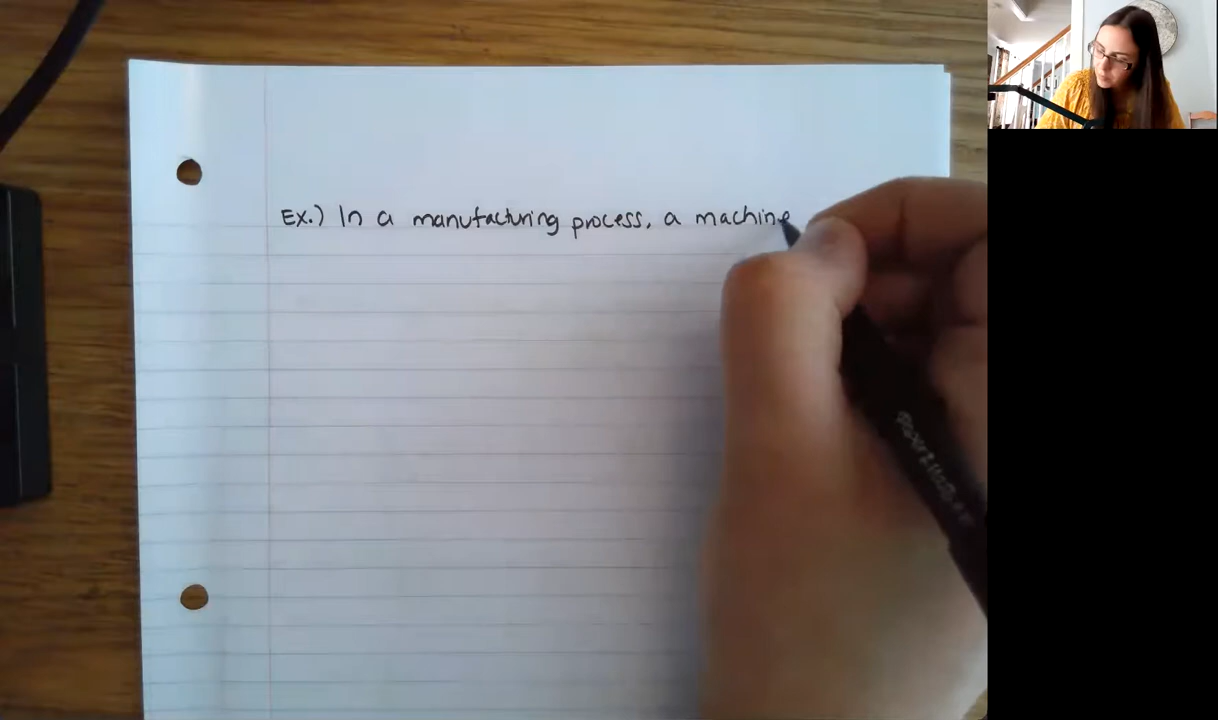 Ex.) In a manufacturing process, a machine